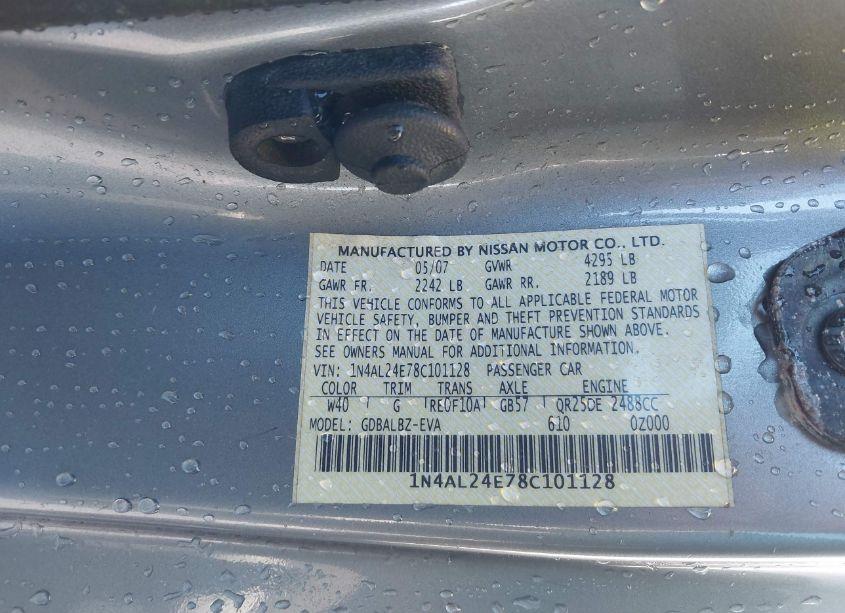 MANUFACTURED BY NISSAN MOTOR CO., LTD.
DATE 05/07 GVWR 4295 LB
GAWR FR. 2242 LB GAWR RR. 2189 LB
THIS VEHICLE CONFORMS TO ALL APPLICABLE FEDERAL MOTOR
VEHICLE SAFETY, BUMPER AND THEFT PREVENTION STANDARDS
IN EFFECT ON THE DATE OF MANUFACTURE SHOWN ABOVE.
SEE OWNERS MANUAL FOR ADDITIONAL INFORMATION.
VIN: 1N4AL24E78C101128 PASSENGER CAR
COLOR TRIM TRANS AXLE ENGINE
W40 G RE0F10A GB57 QR25DE 2488CC
MODEL: GDBALBZ-EVA 610 0Z000
1N4AL24E78C101128